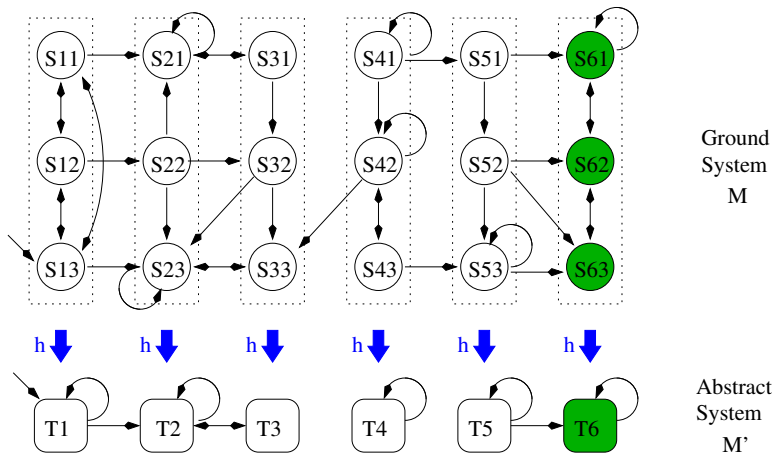 S11 S21 S31 S41 S51 S61
S12 S22 S32 S42 S52 S62
S13 S23 S33 S43 S53 S63
Ground
System
M
h h h h h h
T1 T2 T3 T4 T5 T6
Abstract
System
M'